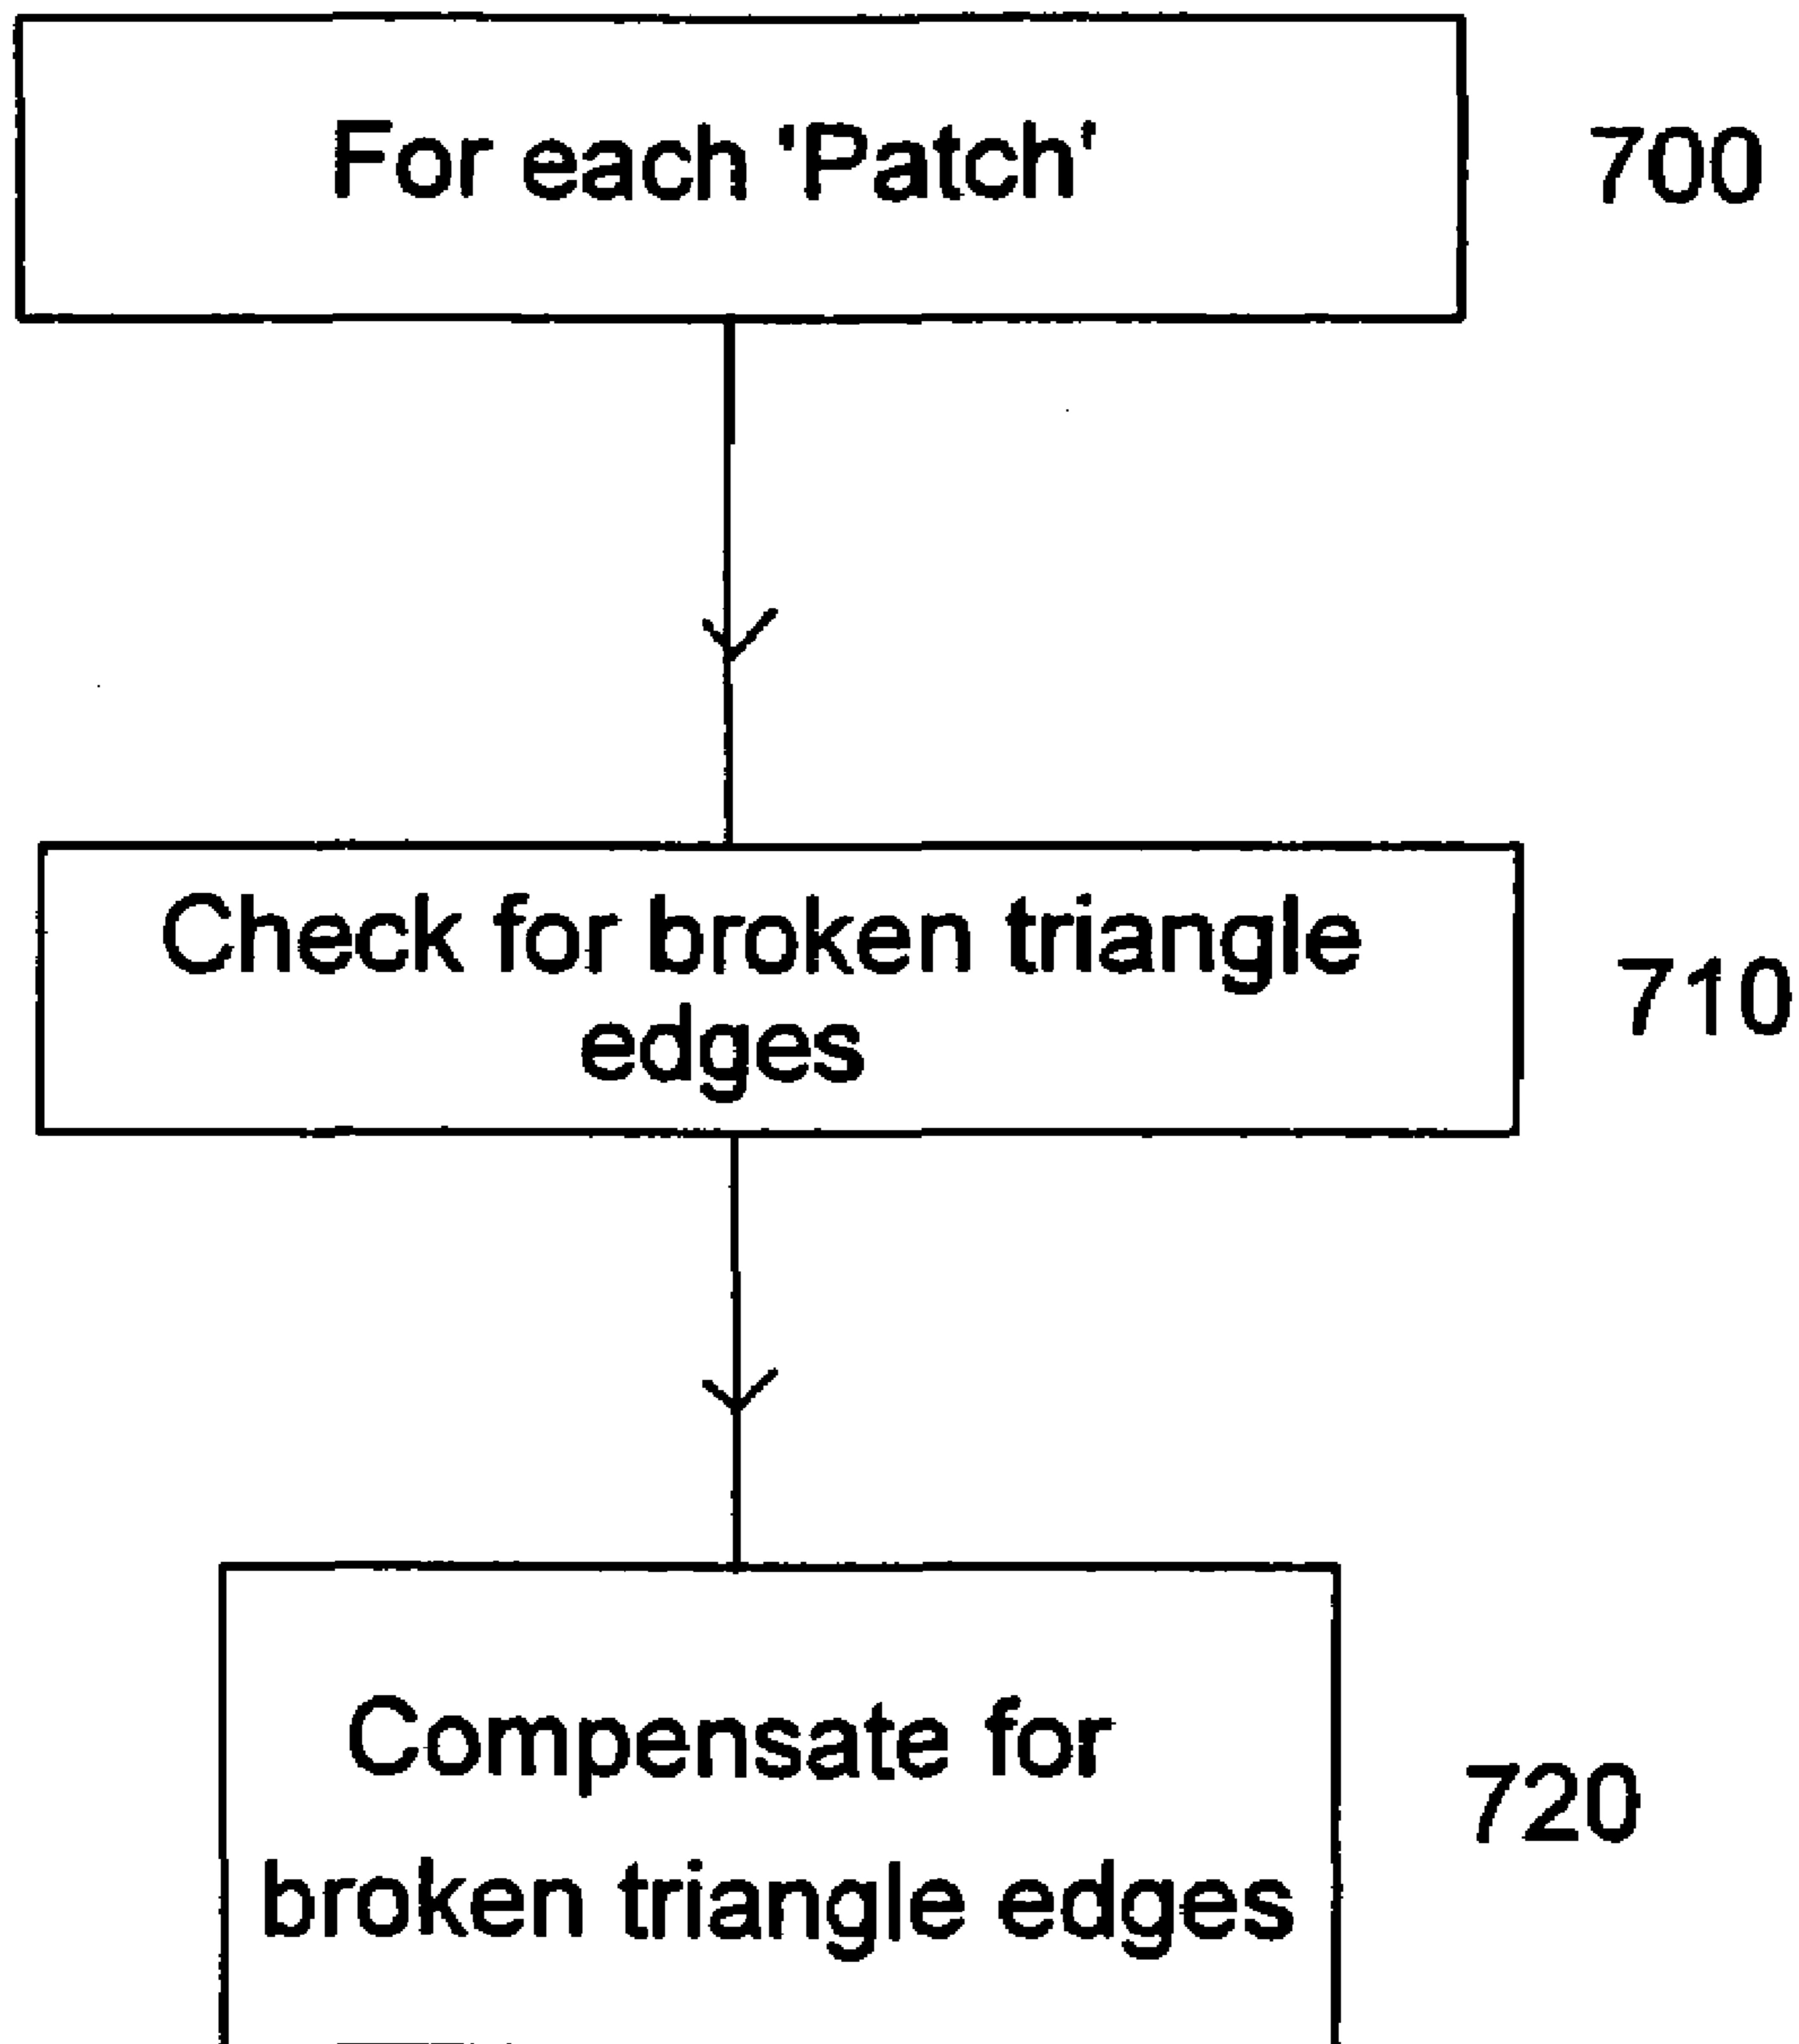 For each 'Patch'
700
Check for broken triangle
edges
710
Compensate for
broken triangle edges
720